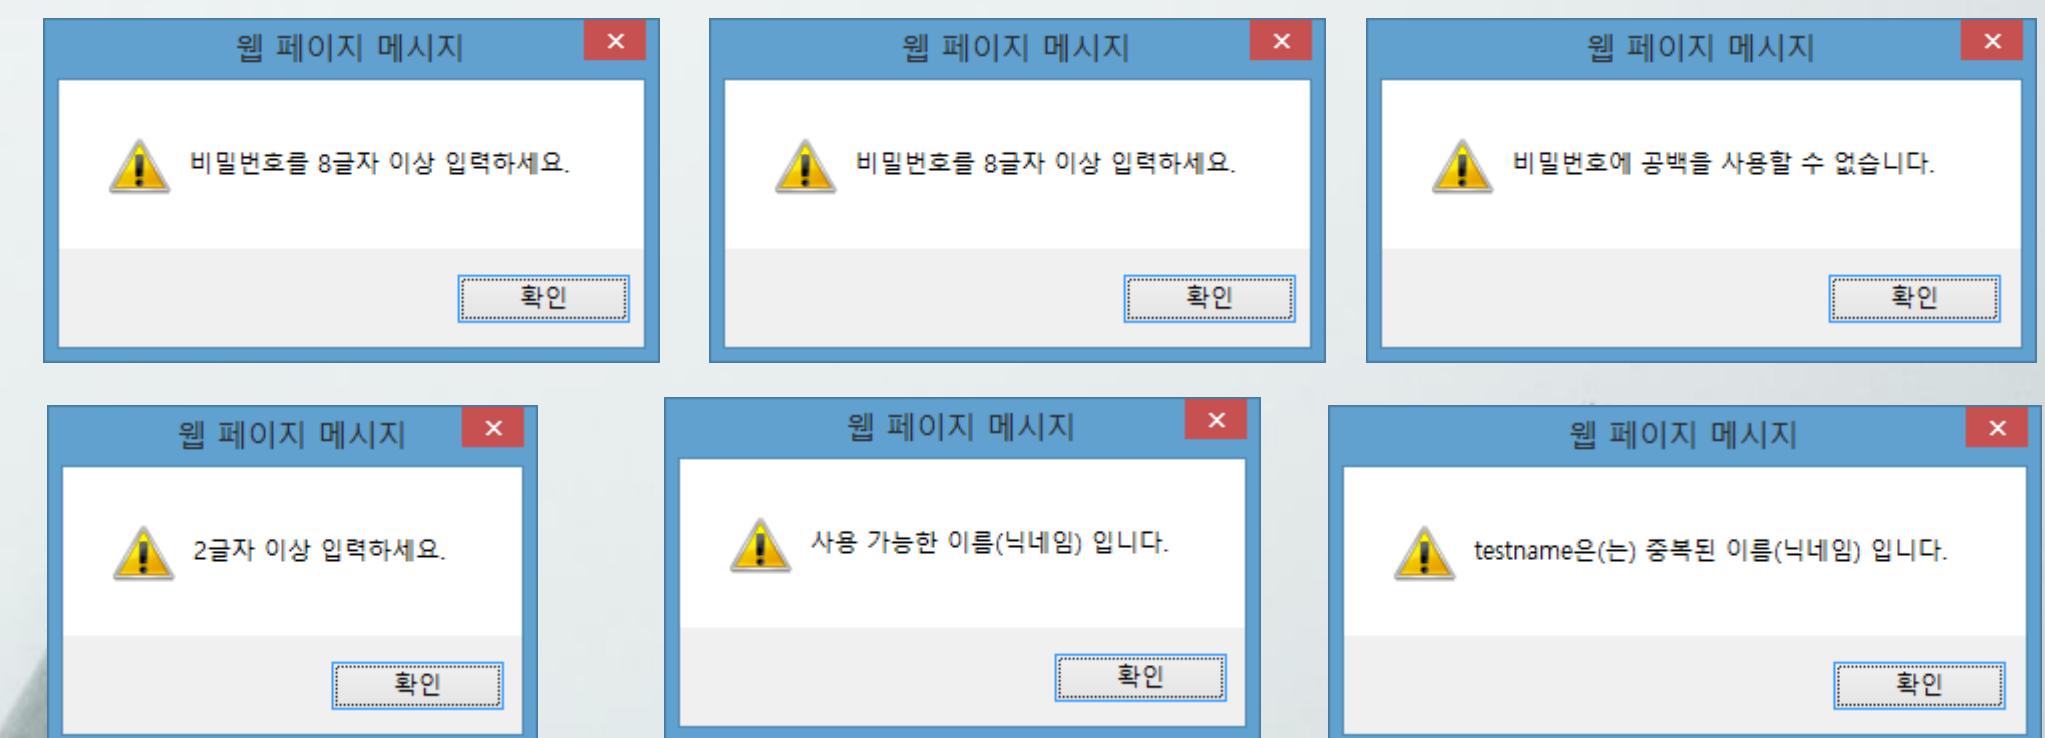 웹 페이지 메시지
비밀번호를 8글자 이상 입력하세요.
확인
웹 페이지 메시지
비밀번호를 8글자 이상 입력하세요.
확인
웹 페이지 메시지
비밀번호에 공백을 사용할 수 없습니다.
확인
웹 페이지 메시지
2글자 이상 입력하세요.
확인
웹 페이지 메시지
사용 가능한 이름(닉네임) 입니다.
확인
웹 페이지 메시지
testname은(는) 중복된 이름(닉네임) 입니다.
확인